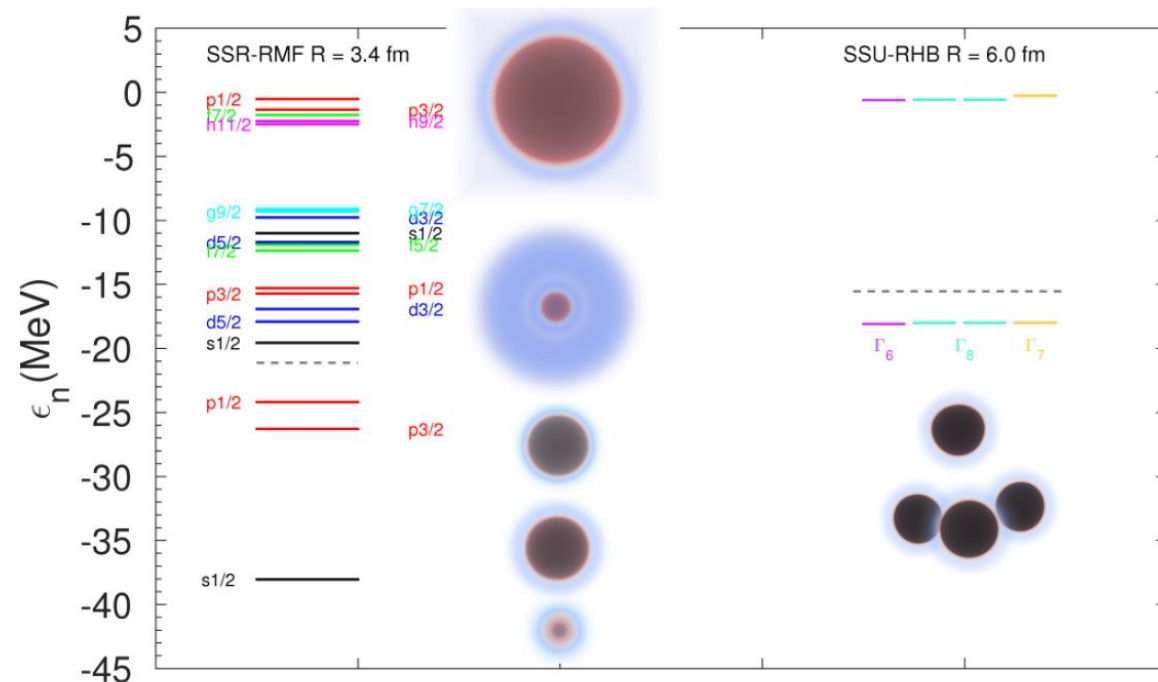 5
0
-5
-10
-15
-20
-25
-30
-35
-40
-45
ϵn (MeV)
SSR-RMF R = 3.4 fm
p1/2
p3/2
f7/2
h9/2
h11/2
g7/2
g9/2
d3/2
s1/2
d5/2
f5/2
f7/2
p1/2
p3/2
d3/2
d5/2
s1/2
p1/2
p3/2
s1/2
SSU-RHB R = 6.0 fm
Γ6 Γ8 Γ7